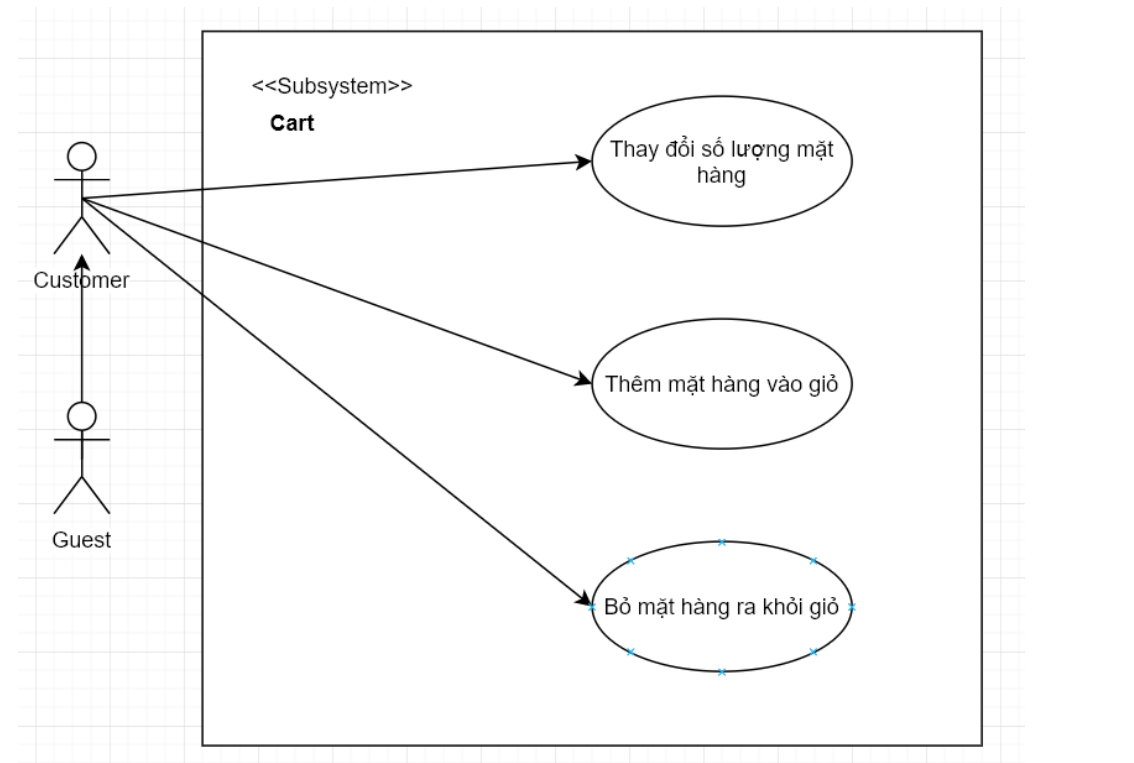 <<Subsystem>>
Cart
Thay đổi số lượng mặt
hàng
Customer
Thêm mặt hàng vào giỏ
Guest
Bỏ mặt hàng ra khỏi giỏ